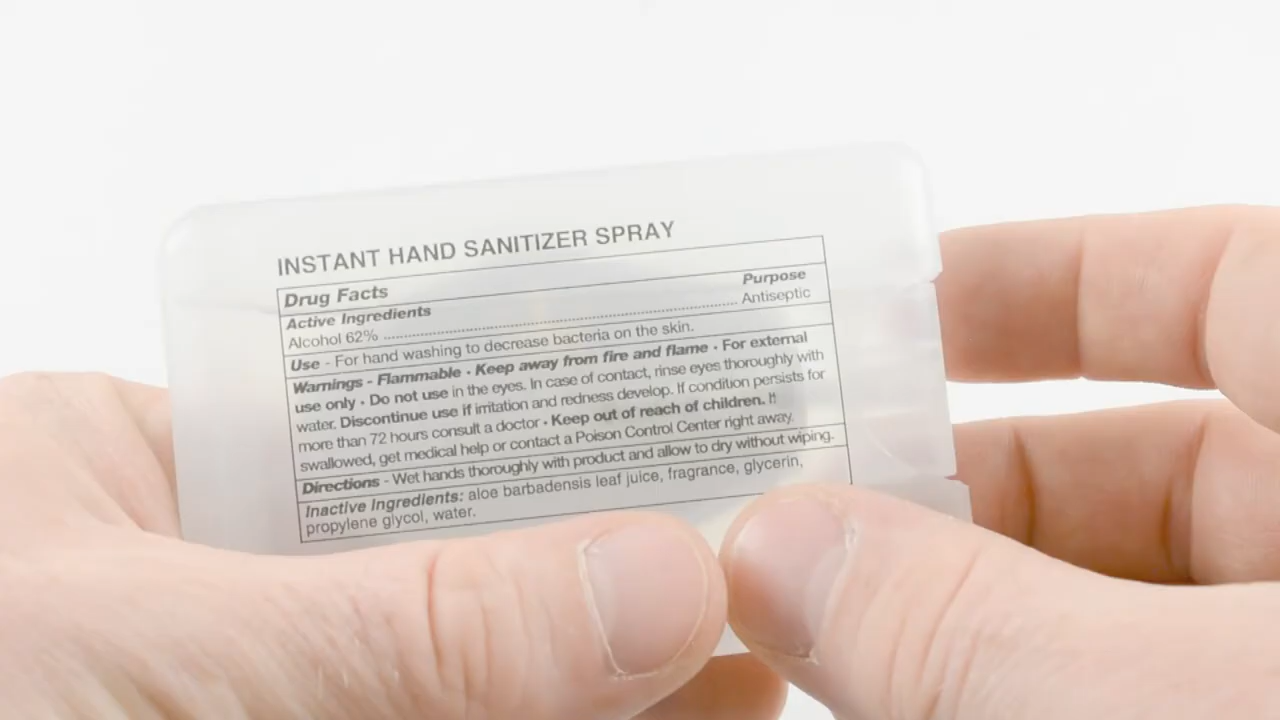 INSTANT HAND SANITIZER SPRAY
Drug Facts
Active Ingredients Purpose
Alcohol 62% ........................................................................ Antiseptic
Use - For hand washing to decrease bacteria on the skin.
Warnings - Flammable · Keep away from fire and flame · For external
use only · Do not use in the eyes. In case of contact, rinse eyes thoroughly with
water. Discontinue use if irritation and redness develop. If condition persists for
more than 72 hours consult a doctor · Keep out of reach of children. If
swallowed, get medical help or contact a Poison Control Center right away.
Directions - Wet hands thoroughly with product and allow to dry without wiping.
Inactive Ingredients: aloe barbadensis leaf juice, fragrance, glycerin,
propylene glycol, water.